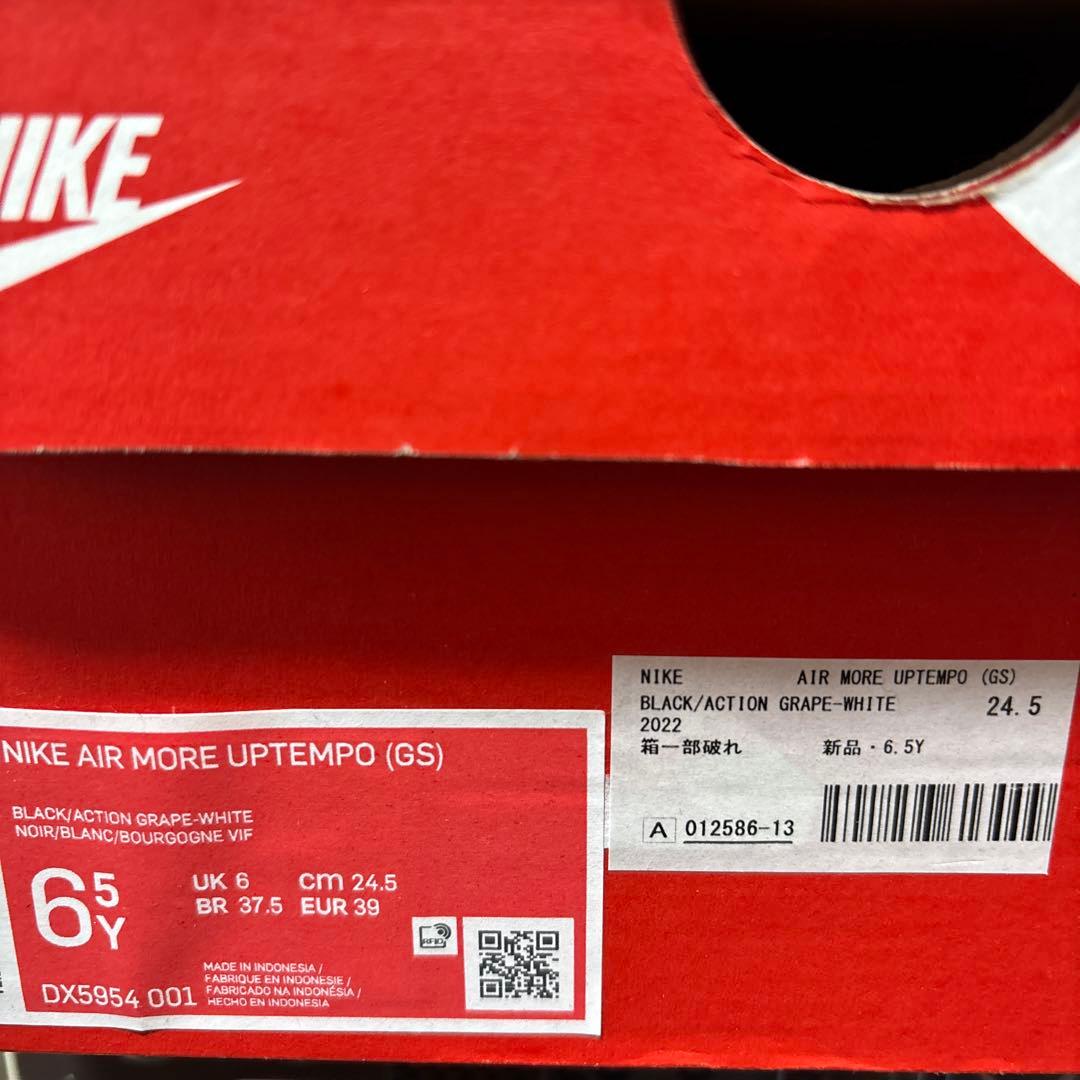 NIKE
NIKE AIR MORE UPTEMPO (GS)
BLACK/ACTION GRAPE-WHITE 24.5
2022
箱一部破れ 新品・6.5Y
A 012586-13
NIKE AIR MORE UPTEMPO (GS)
BLACK/ACTION GRAPE-WHITE
NOIR/BLANC/BOURGOGNE VIF
6 5 Y
UK 6 cm 24.5
BR 37.5 EUR 39
RFID
MADE IN INDONESIA /
FABRIQUE EN INDONESIE /
FABRICADO NA INDONÉSIA /
HECHO EN INDONESIA
DX5954 001